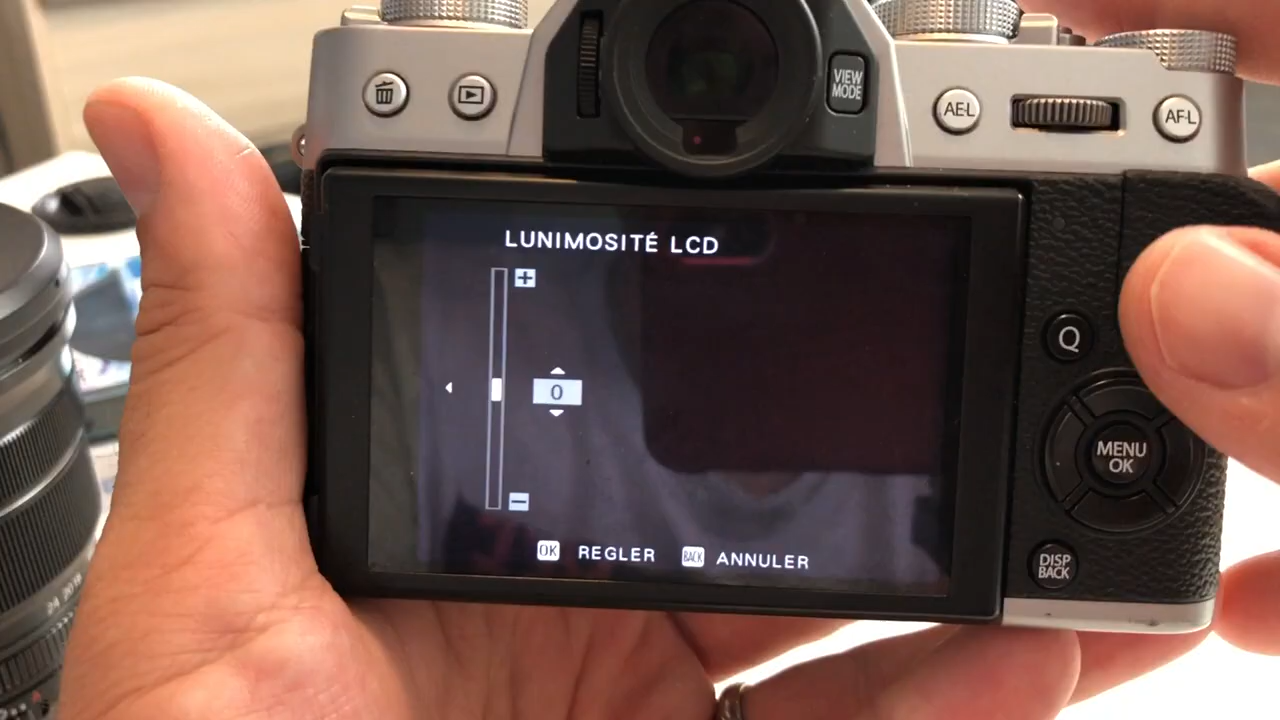 VIEW
MODE
AE-L
AF-L
LUNIMOSITÉ LCD
0
Q
MENU
OK
OK REGLER BACK ANNULER
DISP
BACK